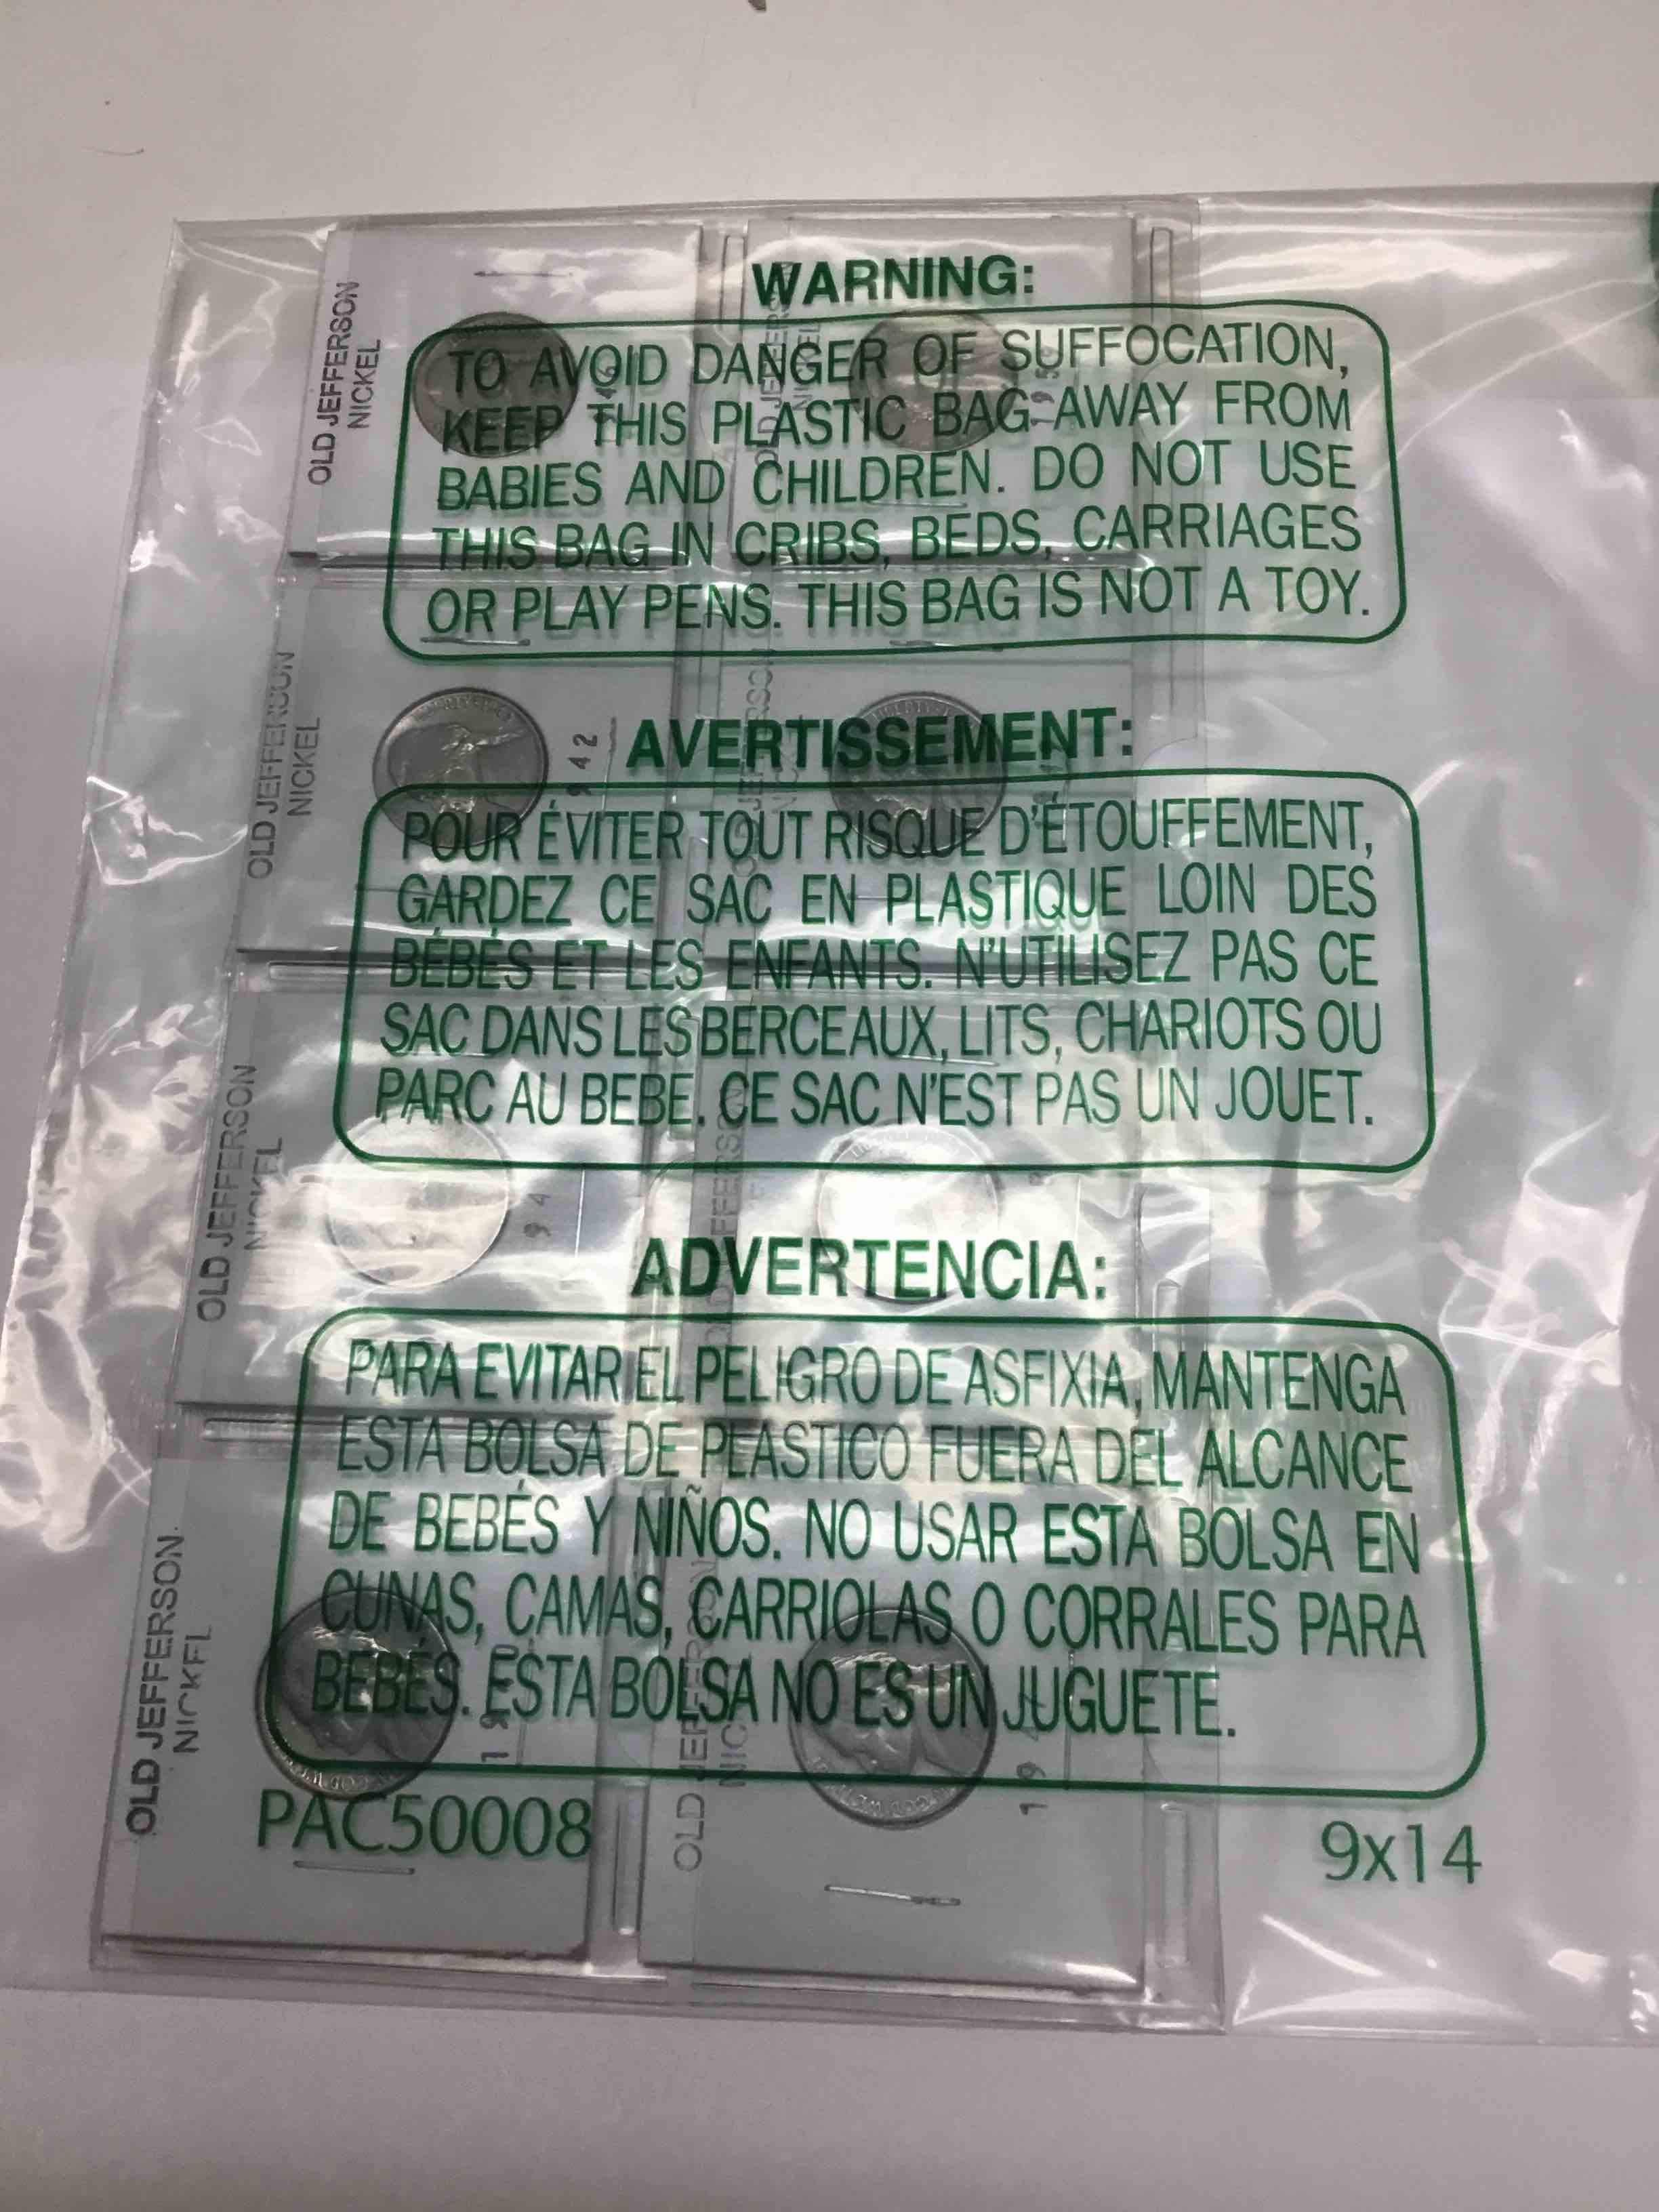 WARNING:
TO AVOID DANGER OF SUFFOCATION,
KEEP THIS PLASTIC BAG AWAY FROM
BABIES AND CHILDREN. DO NOT USE
THIS BAG IN CRIBS, BEDS, CARRIAGES
OR PLAY PENS. THIS BAG IS NOT A TOY.
AVERTISSEMENT:
POUR ÉVITER TOUT RISQUE D'ÉTOUFFEMENT,
GARDEZ CE SAC EN PLASTIQUE LOIN DES
BÉBÉS ET LES ENFANTS. N'UTILISEZ PAS CE
SAC DANS LES BERCEAUX, LITS, CHARIOTS OU
PARC AU BEBE. CE SAC N'EST PAS UN JOUET.
ADVERTENCIA:
PARA EVITAR EL PELIGRO DE ASFIXIA, MANTENGA
ESTA BOLSA DE PLASTICO FUERA DEL ALCANCE
DE BEBÉS Y NIÑOS. NO USAR ESTA BOLSA EN
CUNAS, CAMAS, CARRIOLAS O CORRALES PARA
BEBÉS. ESTA BOLSA NO ES UN JUGUETE.
PAC50008
9x14
OLD JEFFERSON
NICKEL
OLD JEFFERSON
NICKEL
OLD JEFFERSON
NICKEL
OLD JEFFERSON
NICKEL